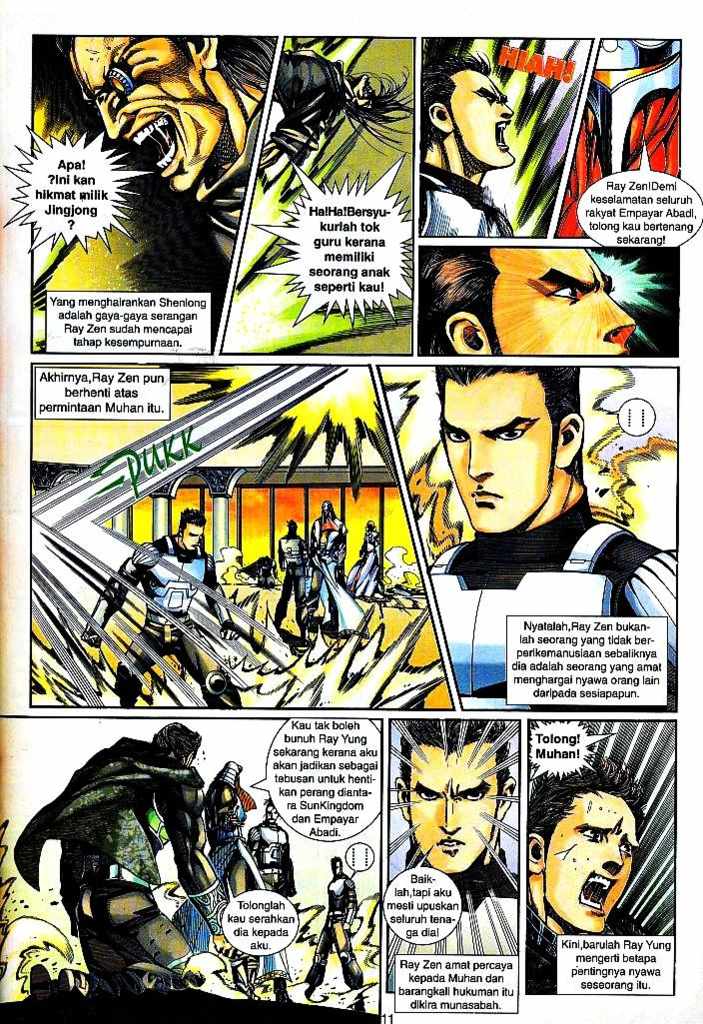 Apa!
?Ini kan
hikmat milik
Jingjong
?
Yang menghairankan Shenlong
adalah gaya-gaya serangan
Ray Zen sudah mencapai
tahap kesempurnaan.
Ha!Ha!Bersyu-
kurlah tok
guru kerana
memiliki
seorang anak
seperti kau!
HIAH!
Ray Zen!Demi
keselamatan seluruh
rakyat Empayar Abadi,
tolong kau bertenang
sekarang!
Akhirnya,Ray Zen pun
berhenti atas
permintaan Muhan itu.
PUKK
!!
Nyatalah,Ray Zen bukan-
lah seorang yang tidak ber-
perikemanusiaan sebaliknya
dia adalah seorang yang amat
menghargai nyawa orang lain
daripada sesiapapun.
Kau tak boleh
bunuh Ray Yung
sekarang kerana aku
akan jadikan sebagai
tebusan untuk henti-
kan perang dianta-
ra SunKingdom
dan Empayar
Abadi.
Tolonglah
kau serahkan
dia kepada
aku.
!!
Baik-
lah,tapi aku
mesti upuskan
seluruh tena-
ga dia!
Ray Zen amat percaya
kepada Muhan dan
barangkali hukuman itu
dikira munasabah.
Tolong!
Muhan!
Kini,barulah Ray Yung
mengerti betapa
pentingnya nyawa
seseorang itu.
11